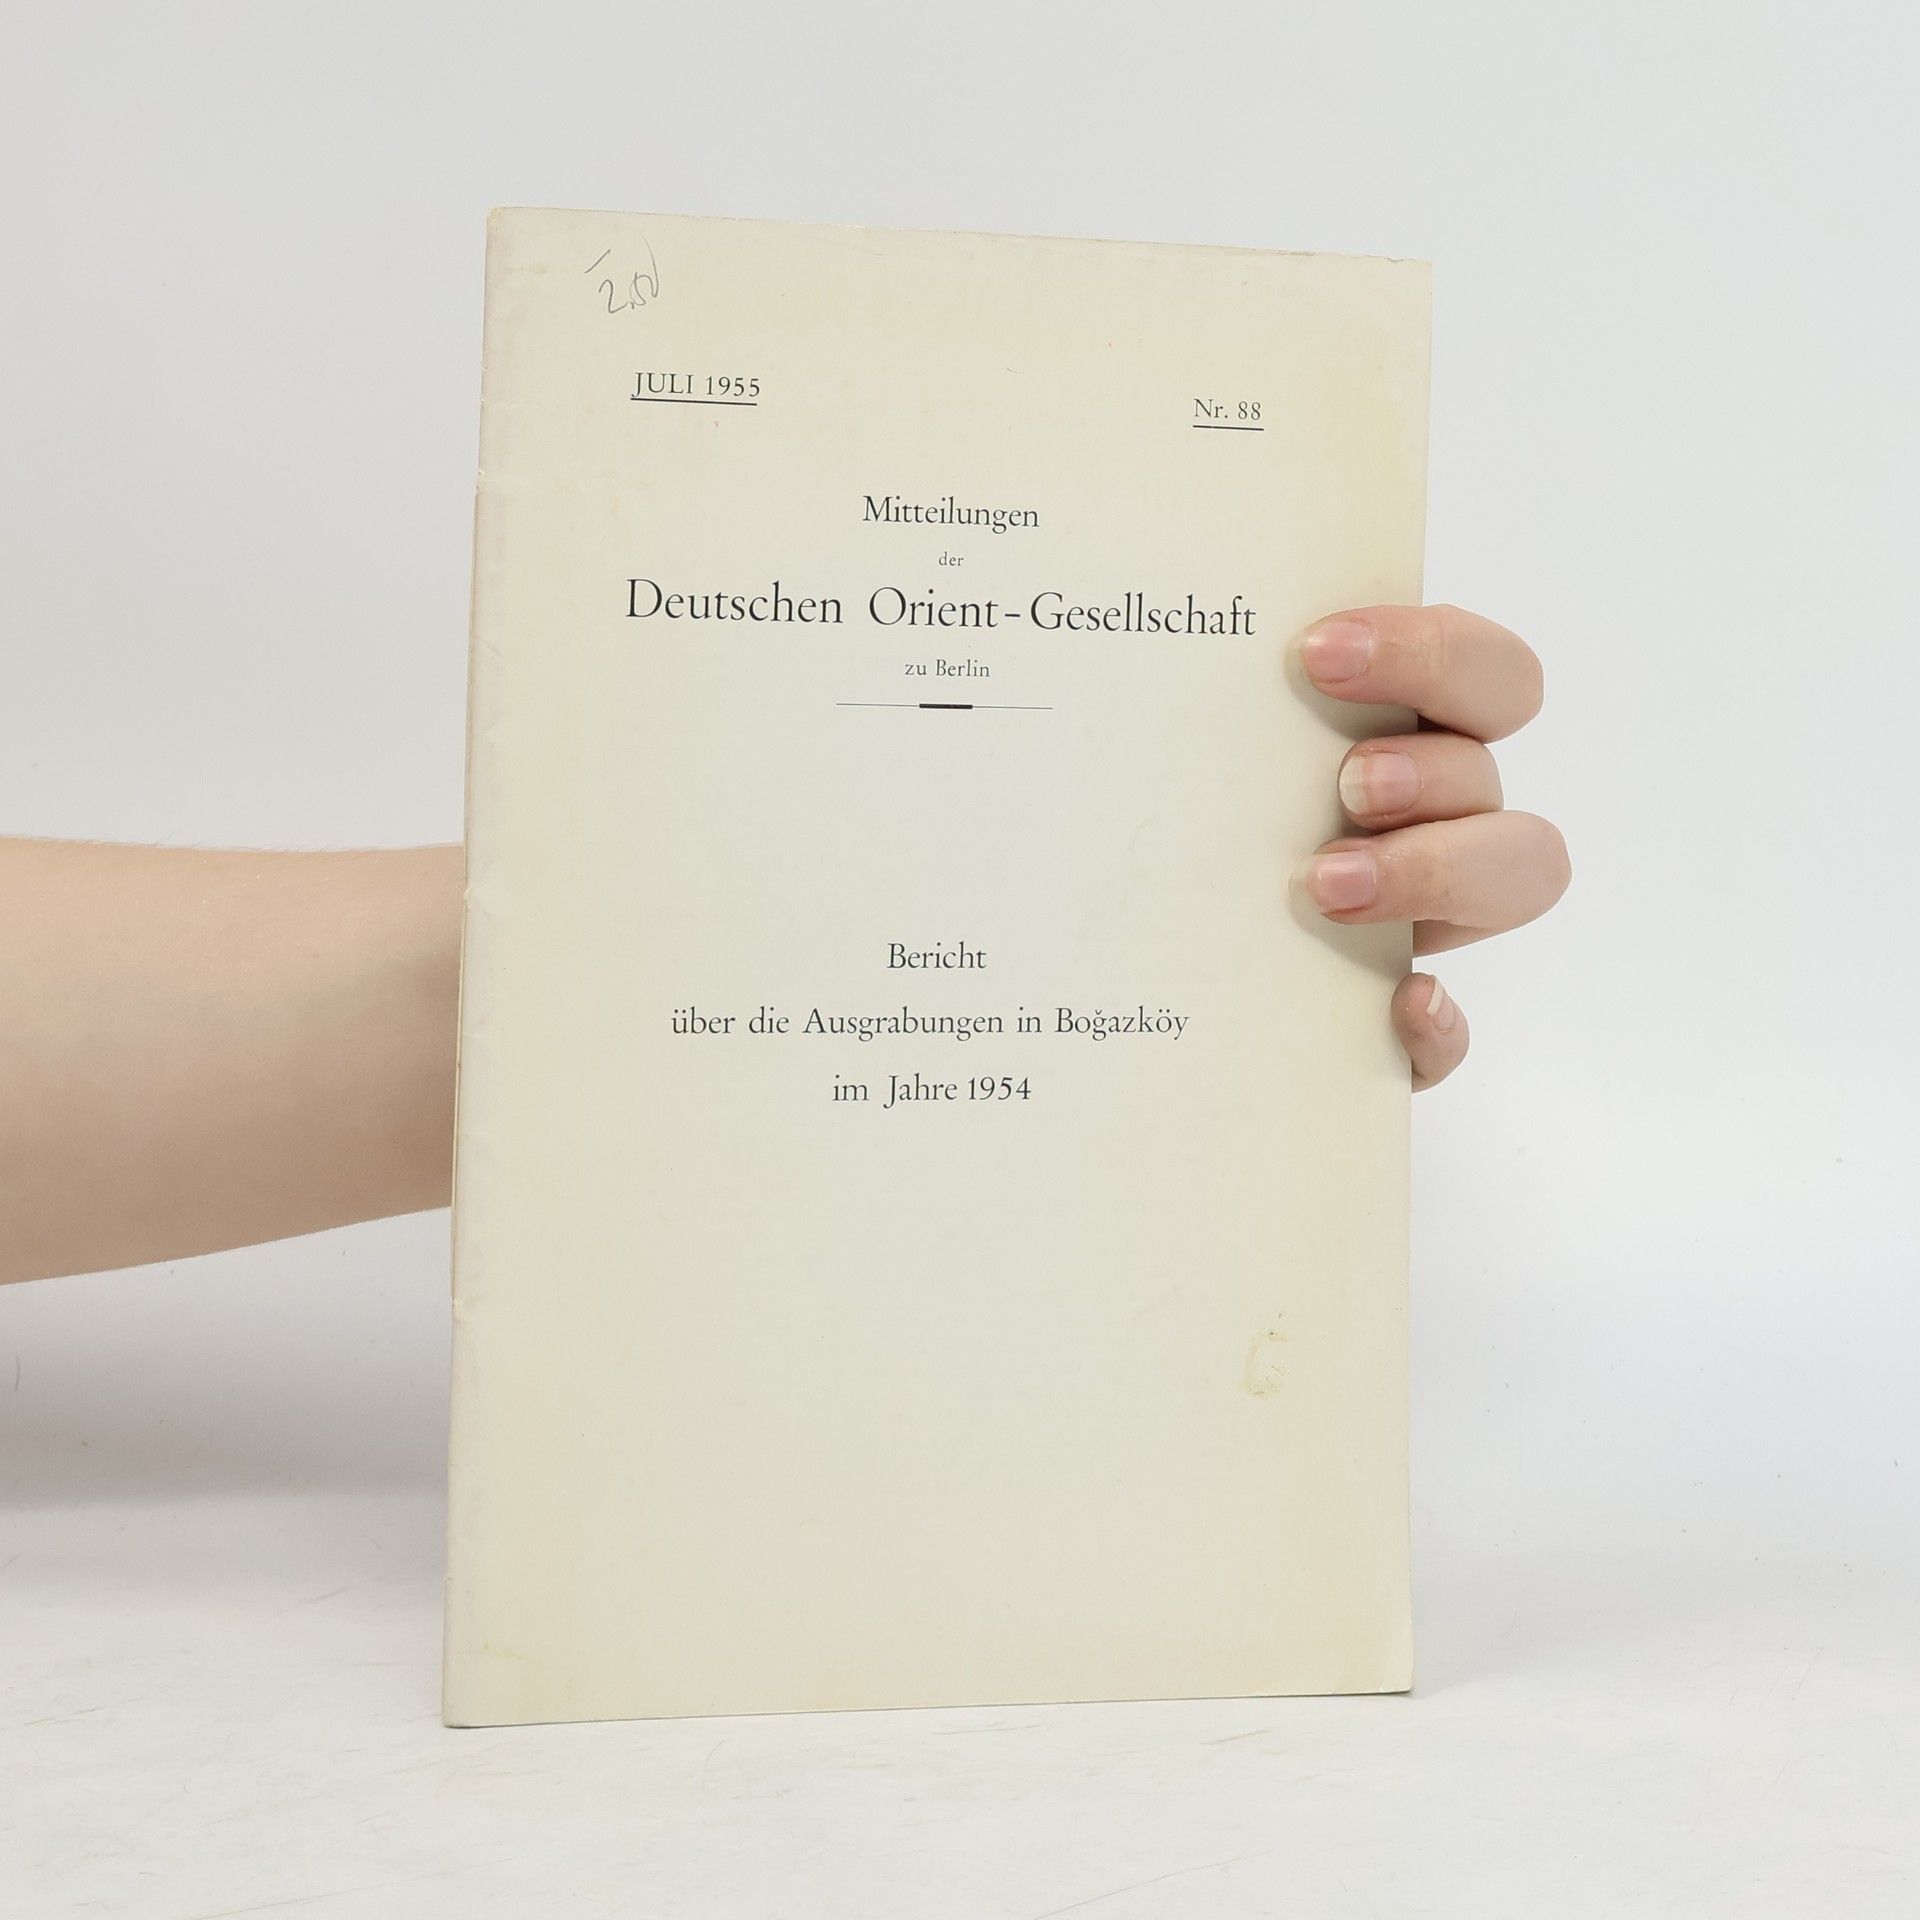 2,50
JULI 1955
Nr. 88
Mitteilungen
der
Deutschen Orient-Gesellschaft
zu Berlin
Bericht
über die Ausgrabungen in Boğazköy
im Jahre 1954